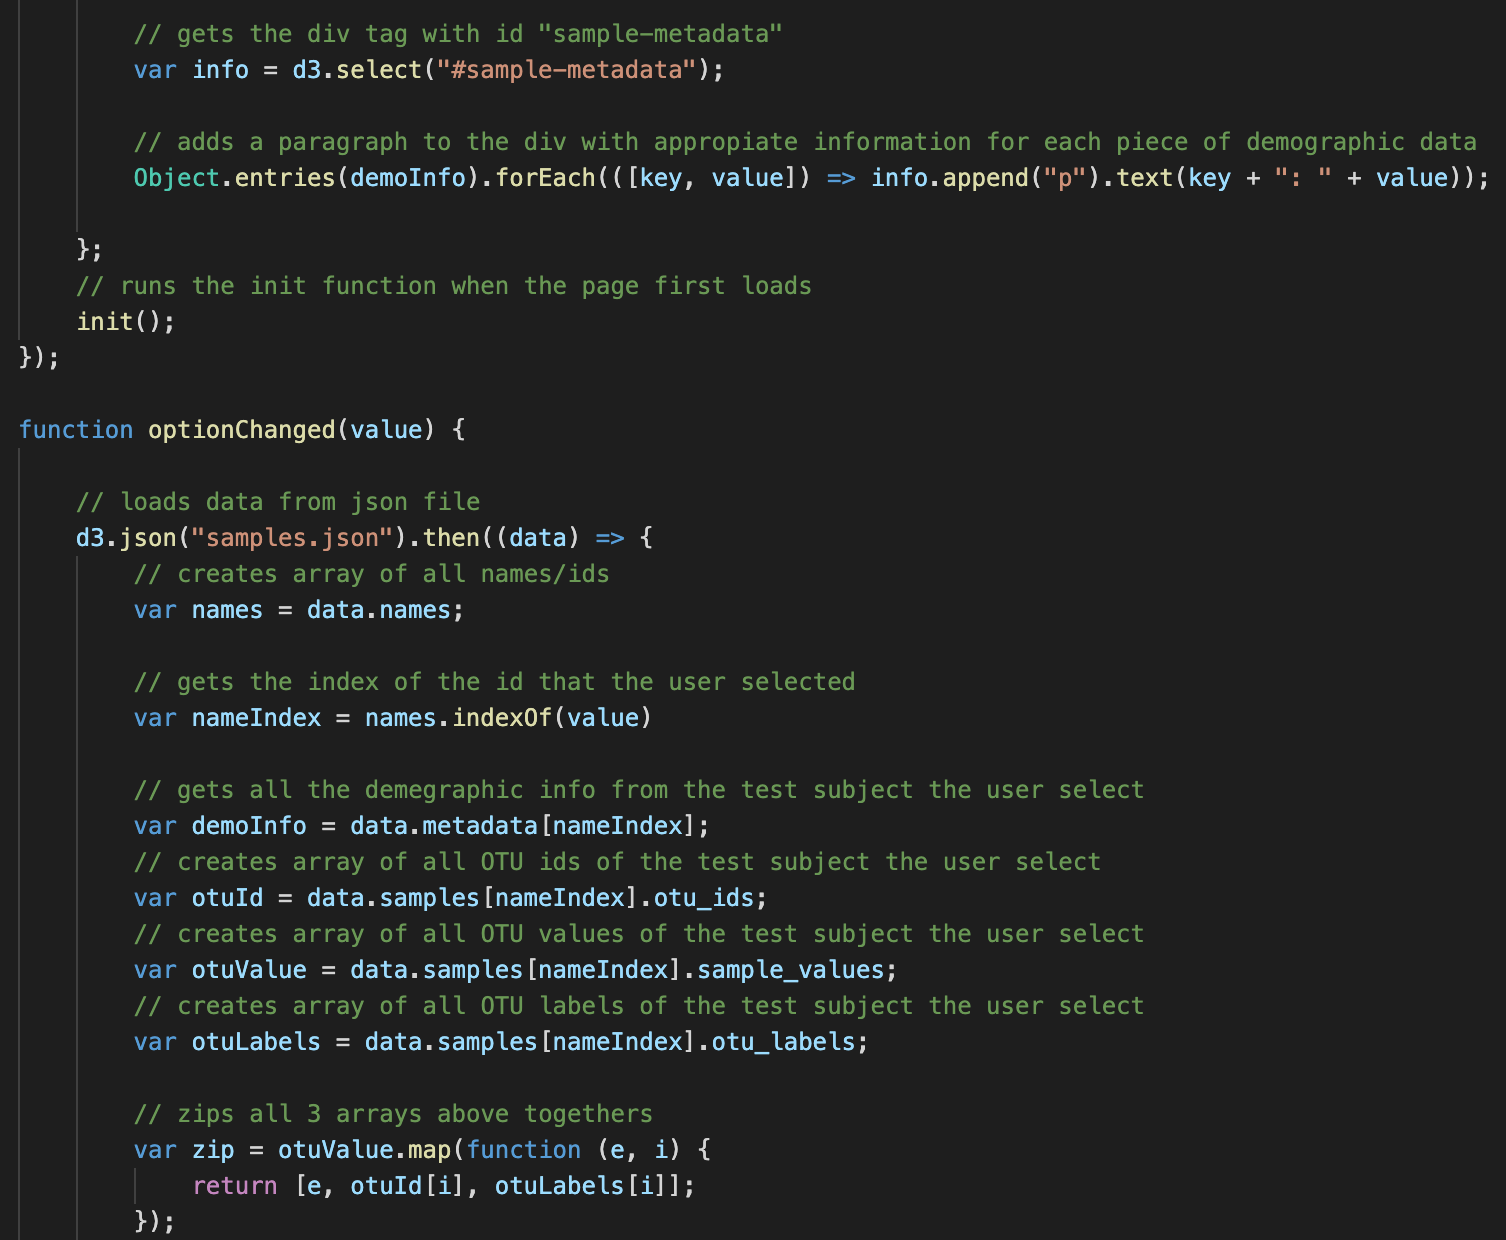 // gets the div tag with id "sample-metadata"
var info = d3.select("#sample-metadata");
// adds a paragraph to the div with appropiate information for each piece of demographic data
Object.entries(demoInfo).forEach(([key, value]) => info.append("p").text(key + ": " + value));
};
// runs the init function when the page first loads
init();
});
function optionChanged(value) {
// loads data from json file
d3.json("samples.json").then((data) => {
// creates array of all names/ids
var names = data.names;
// gets the index of the id that the user selected
var nameIndex = names.indexOf(value)
// gets all the demegraphic info from the test subject the user select
var demoInfo = data.metadata[nameIndex];
// creates array of all OTU ids of the test subject the user select
var otuId = data.samples[nameIndex].otu_ids;
// creates array of all OTU values of the test subject the user select
var otuValue = data.samples[nameIndex].sample_values;
// creates array of all OTU labels of the test subject the user select
var otuLabels = data.samples[nameIndex].otu_labels;
// zips all 3 arrays above togethers
var zip = otuValue.map(function (e, i) {
return [e, otuId[i], otuLabels[i]];
});